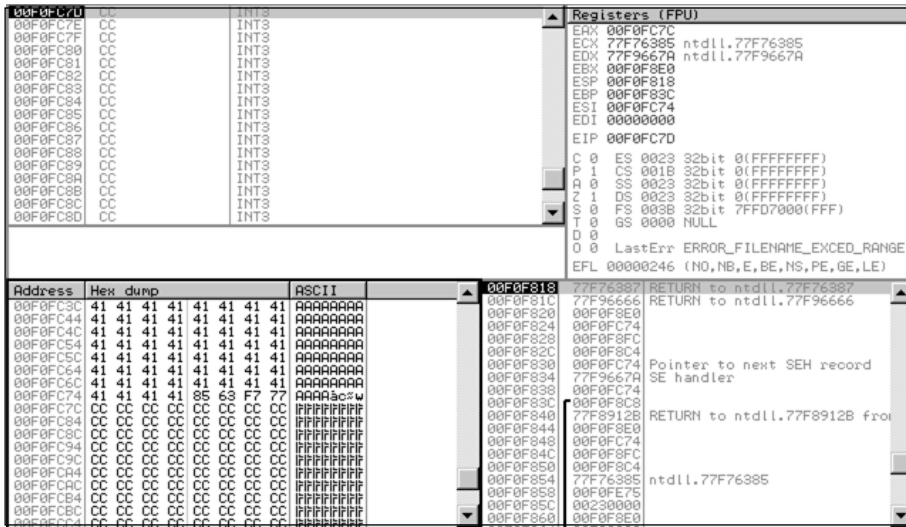 00F0FC7D CC INT3
00F0FC7E CC INT3
00F0FC7F CC INT3
00F0FC80 CC INT3
00F0FC81 CC INT3
00F0FC82 CC INT3
00F0FC83 CC INT3
00F0FC84 CC INT3
00F0FC85 CC INT3
00F0FC86 CC INT3
00F0FC87 CC INT3
00F0FC88 CC INT3
00F0FC89 CC INT3
00F0FC8A CC INT3
00F0FC8B CC INT3
00F0FC8C CC INT3
00F0FC8D CC INT3
Registers (FPU)
EAX 00F0FC7C
ECX 77F76385 ntdll.77F76385
EDX 77F9667A ntdll.77F9667A
EBX 00F0F8E0
ESP 00F0F818
EBP 00F0F83C
ESI 00F0FC74
EDI 00000000
EIP 00F0FC7D
C 0 ES 0023 32bit 0(FFFFFFFF)
P 1 CS 001B 32bit 0(FFFFFFFF)
A 0 SS 0023 32bit 0(FFFFFFFF)
Z 1 DS 0023 32bit 0(FFFFFFFF)
S 0 FS 003B 32bit 7FFD7000(FFF)
T 0 GS 0000 NULL
D 0
O 0 LastErr ERROR_FILENAME_EXCED_RANGE
EFL 00000246 (NO,NB,E,BE,NS,PE,GE,LE)
Address Hex dump ASCII
00F0FC3C 41 41 41 41 41 41 41 41 AAAAAAAA
00F0FC44 41 41 41 41 41 41 41 41 AAAAAAAA
00F0FC4C 41 41 41 41 41 41 41 41 AAAAAAAA
00F0FC54 41 41 41 41 41 41 41 41 AAAAAAAA
00F0FC5C 41 41 41 41 41 41 41 41 AAAAAAAA
00F0FC64 41 41 41 41 41 41 41 41 AAAAAAAA
00F0FC6C 41 41 41 41 41 41 41 41 AAAAAAAA
00F0FC74 41 41 41 41 85 63 F7 77 AAAAàc≈w
00F0FC7C CC CC CC CC CC CC CC CC ╠╠╠╠╠╠╠╠
00F0FC84 CC CC CC CC CC CC CC CC ╠╠╠╠╠╠╠╠
00F0FC8C CC CC CC CC CC CC CC CC ╠╠╠╠╠╠╠╠
00F0FC94 CC CC CC CC CC CC CC CC ╠╠╠╠╠╠╠╠
00F0FC9C CC CC CC CC CC CC CC CC ╠╠╠╠╠╠╠╠
00F0FCA4 CC CC CC CC CC CC CC CC ╠╠╠╠╠╠╠╠
00F0FCAC CC CC CC CC CC CC CC CC ╠╠╠╠╠╠╠╠
00F0FCB4 CC CC CC CC CC CC CC CC ╠╠╠╠╠╠╠╠
00F0FCBC CC CC CC CC CC CC CC CC ╠╠╠╠╠╠╠╠
00F0FCC4 CC CC CC CC CC CC CC CC ╠╠╠╠╠╠╠╠
00F0F818 77F76387 RETURN to ntdll.77F76387
00F0F81C 77F96666 RETURN to ntdll.77F96666
00F0F820 00F0F8E0
00F0F824 00F0FC74
00F0F828 00F0F8FC
00F0F82C 00F0F8C4
00F0F830 00F0FC74 Pointer to next SEH record
00F0F834 77F9667A SE handler
00F0F838 00F0FC74
00F0F83C 00F0F8C8
00F0F840 77F8912B RETURN to ntdll.77F8912B fro
00F0F844 00F0F8E0
00F0F848 00F0FC74
00F0F84C 00F0F8FC
00F0F850 00F0F8C4
00F0F854 77F76385 ntdll.77F76385
00F0F858 00F0FE75
00F0F85C 00230000
00F0F860 00F0F8E0